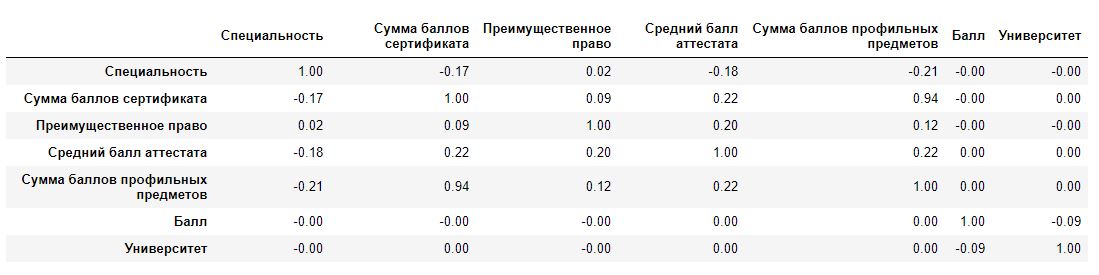 Специальность Сумма баллов сертификата Преимущественное право Средний балл аттестата Сумма баллов профильных предметов Балл Университет
Специальность 1.00 -0.17 0.02 -0.18 -0.21 -0.00 -0.00
Сумма баллов сертификата -0.17 1.00 0.09 0.22 0.94 -0.00 0.00
Преимущественное право 0.02 0.09 1.00 0.20 0.12 -0.00 -0.00
Средний балл аттестата -0.18 0.22 0.20 1.00 0.22 0.00 0.00
Сумма баллов профильных предметов -0.21 0.94 0.12 0.22 1.00 0.00 0.00
Балл -0.00 -0.00 -0.00 0.00 0.00 1.00 -0.09
Университет -0.00 0.00 -0.00 0.00 0.00 -0.09 1.00